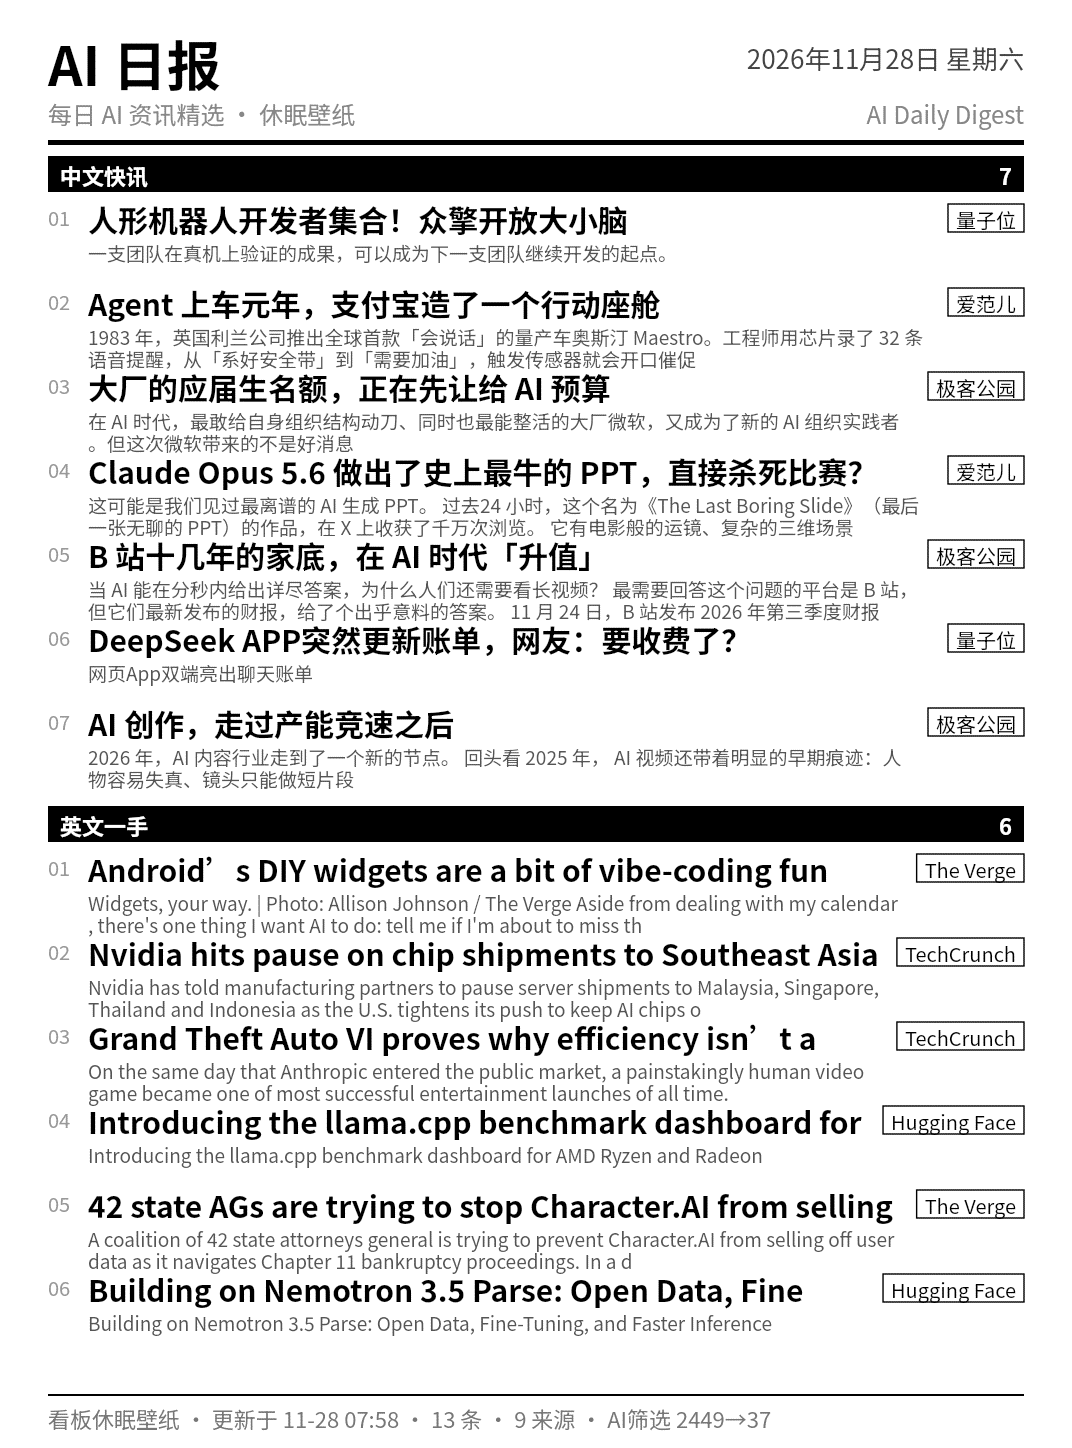 AI 日报
2026年11月28日 星期六
每日 AI 资讯精选 · 休眠壁纸
AI Daily Digest
中文快讯 7
01 人形机器人开发者集合！众擎开放大小脑 量子位
一支团队在真机上验证的成果，可以成为下一支团队继续开发的起点。
02 Agent 上车元年，支付宝造了一个行动座舱 爱范儿
1983 年，英国利兰公司推出全球首款「会说话」的量产车奥斯汀 Maestro。工程师用芯片录了 32 条
语音提醒，从「系好安全带」到「需要加油」，触发传感器就会开口催促
03 大厂的应届生名额，正在先让给 AI 预算 极客公园
在 AI 时代，最敢给自身组织结构动刀、同时也最能整活的大厂微软，又成为了新的 AI 组织实践者
。但这次微软带来的不是好消息
04 Claude Opus 5.6 做出了史上最牛的 PPT，直接杀死比赛？ 爱范儿
这可能是我们见过最离谱的 AI 生成 PPT。 过去24 小时，这个名为《The Last Boring Slide》（最后
一张无聊的 PPT）的作品，在 X 上收获了千万次浏览。 它有电影般的运镜、复杂的三维场景
05 B 站十几年的家底，在 AI 时代「升值」 极客公园
当 AI 能在分秒内给出详尽答案，为什么人们还需要看长视频？ 最需要回答这个问题的平台是 B 站，
但它们最新发布的财报，给了个出乎意料的答案。 11 月 24 日，B 站发布 2026 年第三季度财报
06 DeepSeek APP突然更新账单，网友：要收费了？ 量子位
网页App双端亮出聊天账单
07 AI 创作，走过产能竞速之后 极客公园
2026 年，AI 内容行业走到了一个新的节点。 回头看 2025 年， AI 视频还带着明显的早期痕迹：人
物容易失真、镜头只能做短片段
英文一手 6
01 Android’s DIY widgets are a bit of vibe-coding fun The Verge
Widgets, your way. | Photo: Allison Johnson / The Verge Aside from dealing with my calendar
, there's one thing I want AI to do: tell me if I'm about to miss th
02 Nvidia hits pause on chip shipments to Southeast Asia TechCrunch
Nvidia has told manufacturing partners to pause server shipments to Malaysia, Singapore,
Thailand and Indonesia as the U.S. tightens its push to keep AI chips o
03 Grand Theft Auto VI proves why efficiency isn’t a TechCrunch
On the same day that Anthropic entered the public market, a painstakingly human video
game became one of most successful entertainment launches of all time.
04 Introducing the llama.cpp benchmark dashboard for Hugging Face
Introducing the llama.cpp benchmark dashboard for AMD Ryzen and Radeon
05 42 state AGs are trying to stop Character.AI from selling The Verge
A coalition of 42 state attorneys general is trying to prevent Character.AI from selling off user
data as it navigates Chapter 11 bankruptcy proceedings. In a d
06 Building on Nemotron 3.5 Parse: Open Data, Fine Hugging Face
Building on Nemotron 3.5 Parse: Open Data, Fine-Tuning, and Faster Inference
看板休眠壁纸 · 更新于 11-28 07:58 · 13 条 · 9 来源 · AI筛选 2449→37